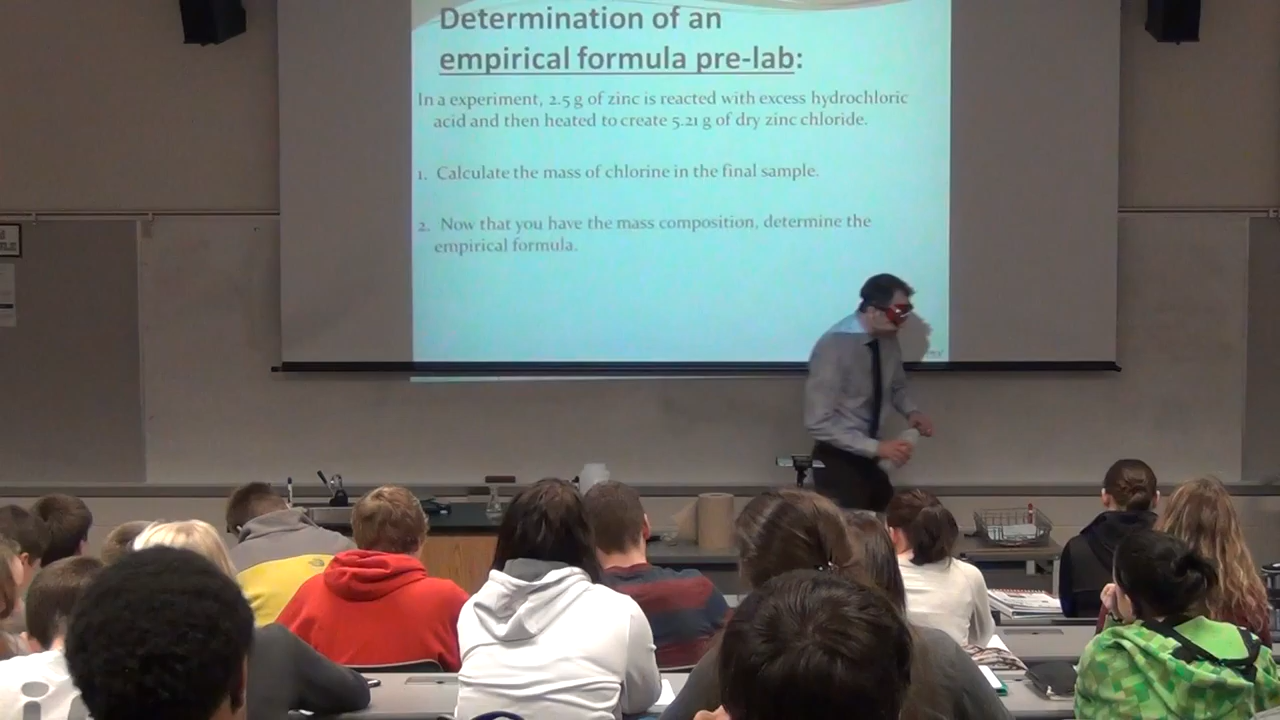 Determination of an
empirical formula pre-lab:
In a experiment, 2.5 g of zinc is reacted with excess hydrochloric
acid and then heated to create 5.21 g of dry zinc chloride.
1. Calculate the mass of chlorine in the final sample.
2. Now that you have the mass composition, determine the
empirical formula.